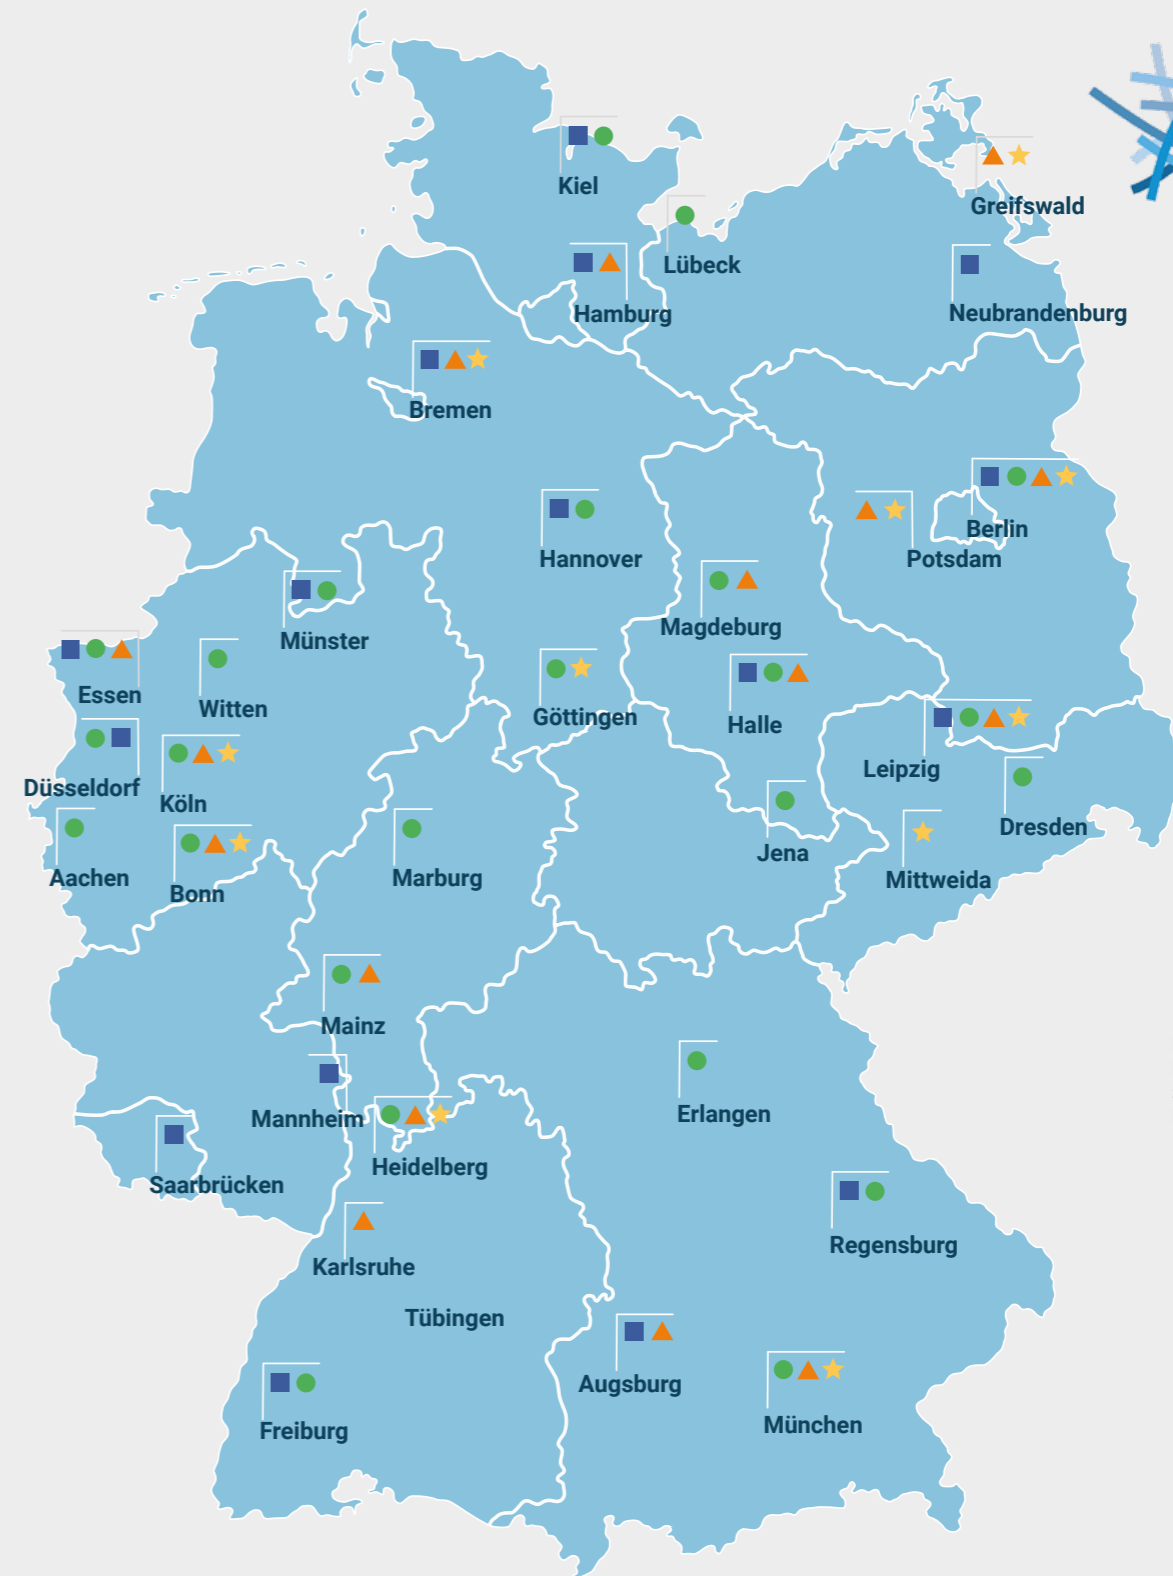 Kiel
Greifswald
Lübeck
Hamburg
Neubrandenburg
Bremen
Berlin
Hannover
Potsdam
Magdeburg
Münster
Essen
Witten
Göttingen
Halle
Leipzig
Düsseldorf
Köln
Dresden
Jena
Aachen
Bonn
Marburg
Mittweida
Mainz
Mannheim
Erlangen
Heidelberg
Saarbrücken
Regensburg
Karlsruhe
Tübingen
Augsburg
München
Freiburg